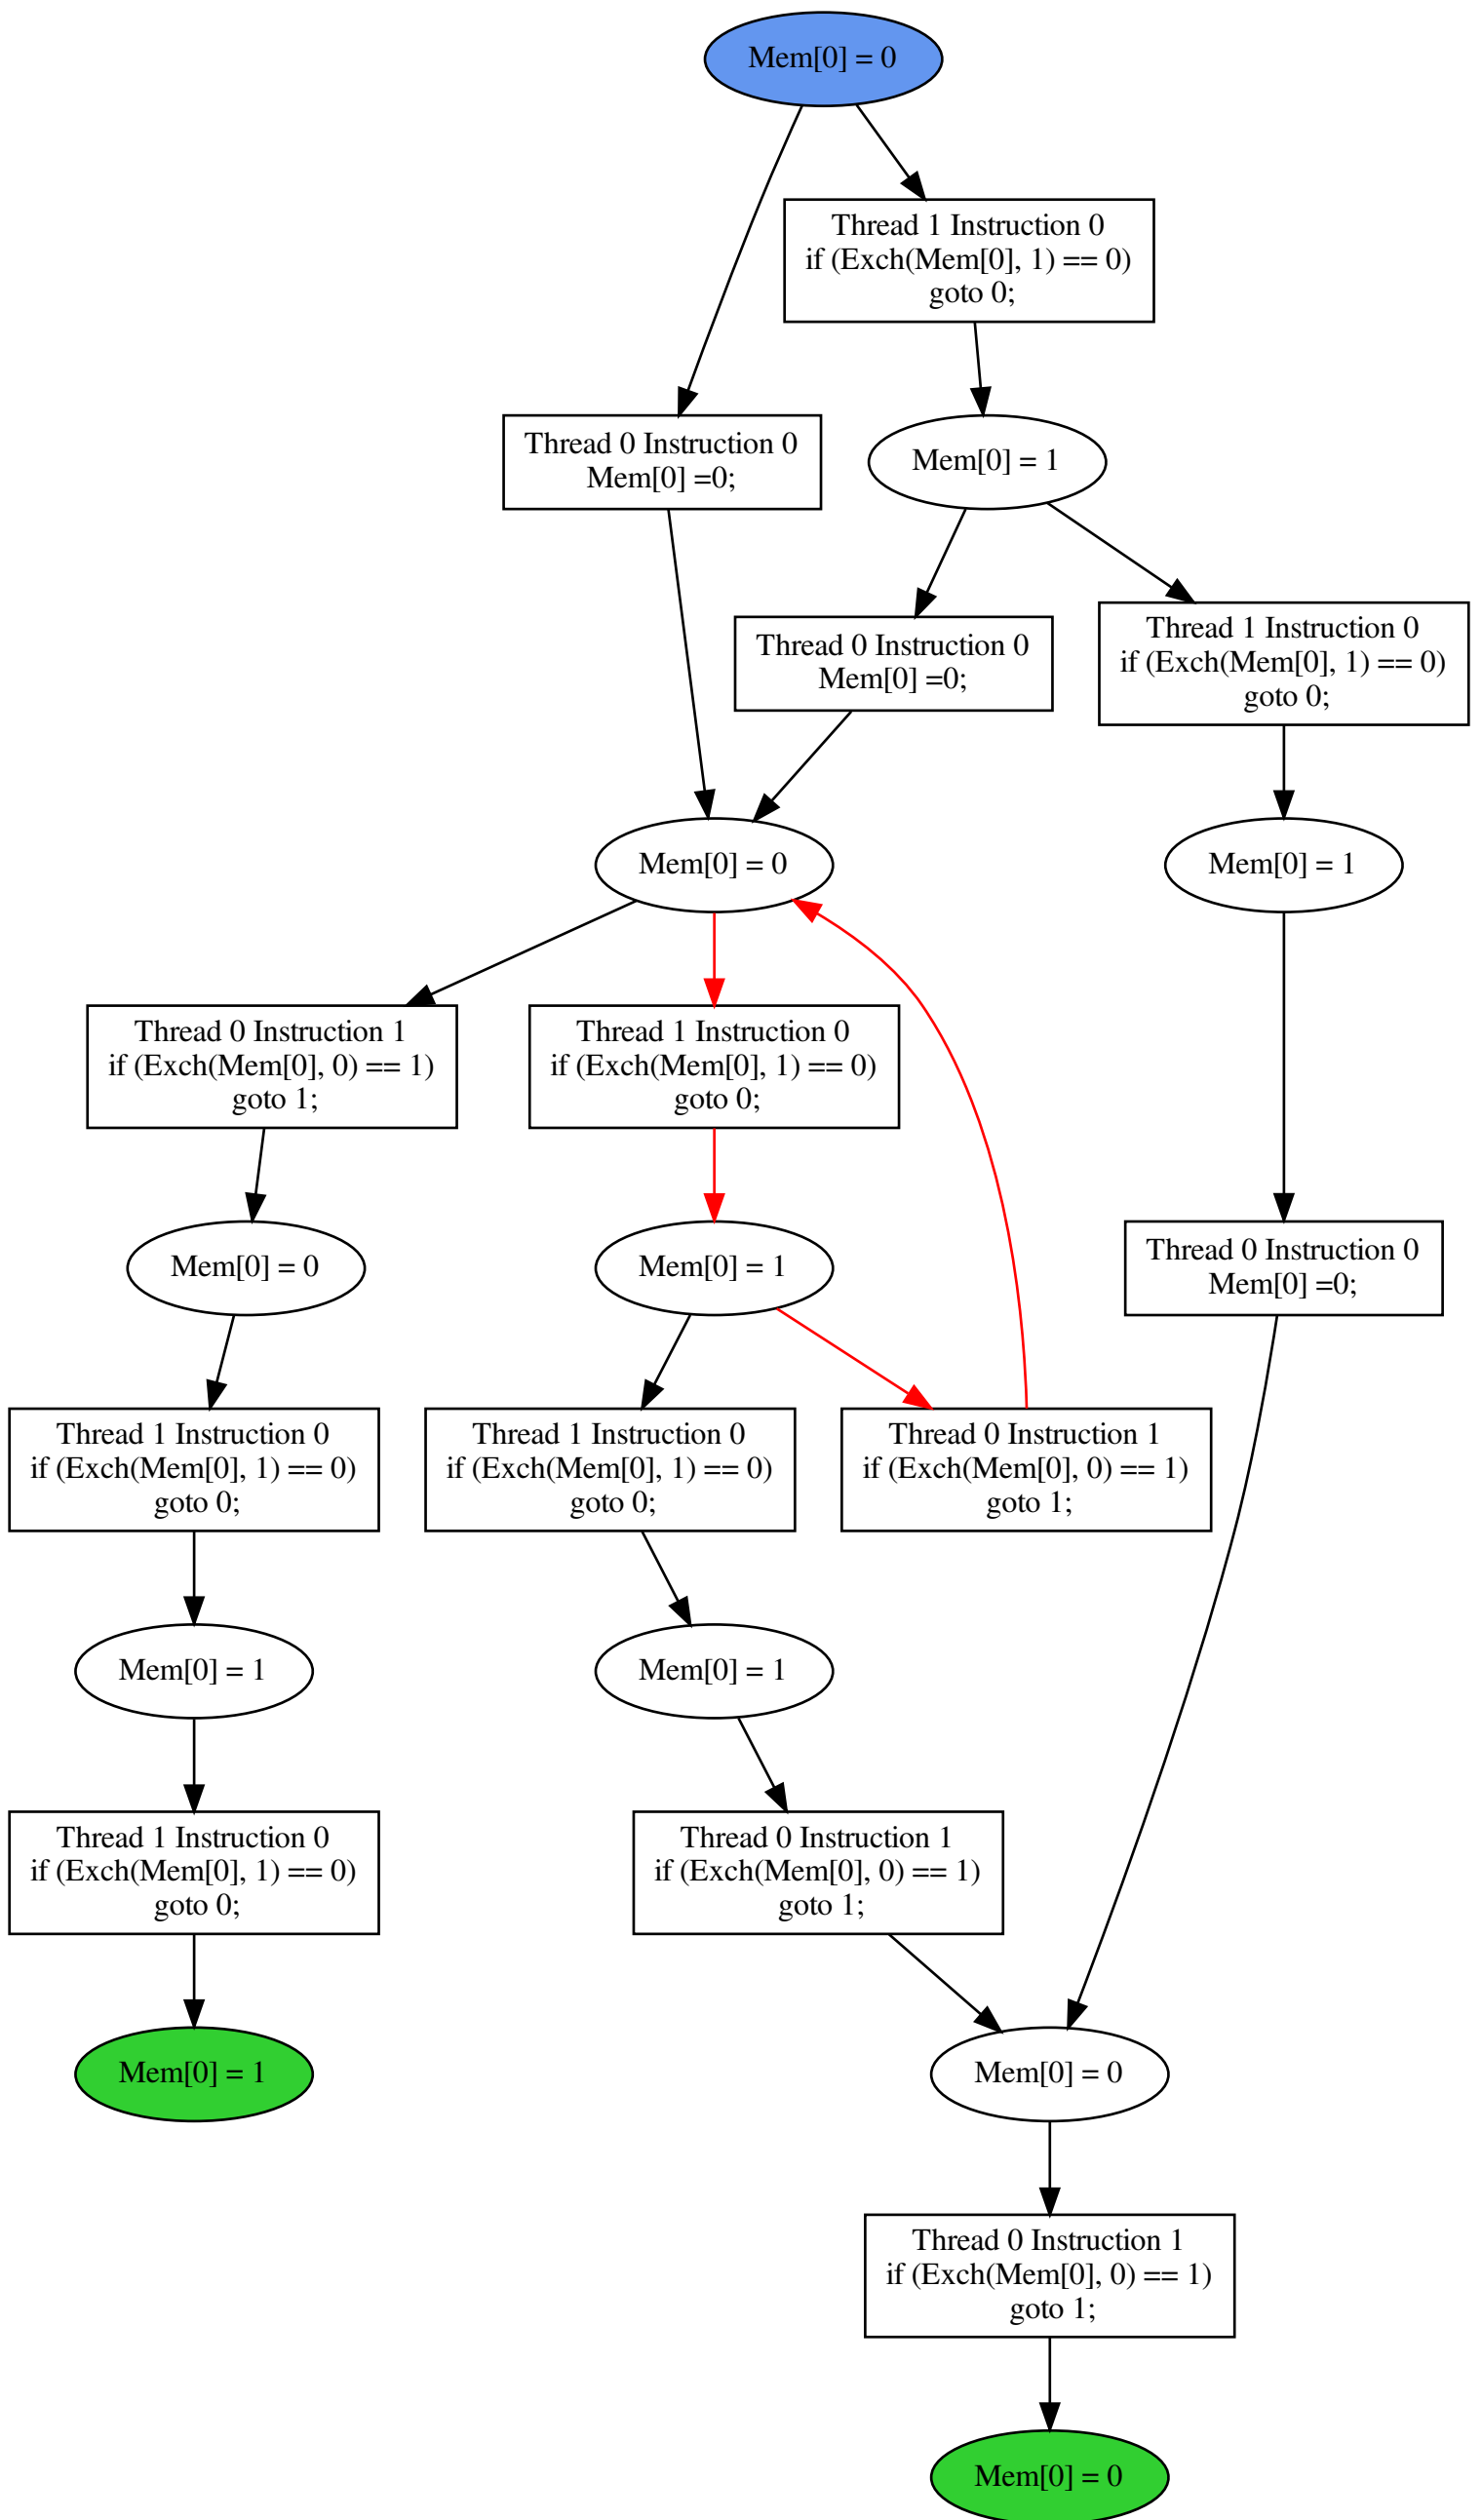 Mem[0] = 0
Thread 1 Instruction 0
if (Exch(Mem[0], 1) == 0)
goto 0;
Thread 0 Instruction 0
Mem[0] =0;
Mem[0] = 1
Thread 0 Instruction 0
Mem[0] =0;
Thread 1 Instruction 0
if (Exch(Mem[0], 1) == 0)
goto 0;
Mem[0] = 0
Mem[0] = 1
Thread 0 Instruction 1
if (Exch(Mem[0], 0) == 1)
goto 1;
Thread 1 Instruction 0
if (Exch(Mem[0], 1) == 0)
goto 0;
Mem[0] = 0
Mem[0] = 1
Thread 0 Instruction 0
Mem[0] =0;
Thread 1 Instruction 0
if (Exch(Mem[0], 1) == 0)
goto 0;
Thread 1 Instruction 0
if (Exch(Mem[0], 1) == 0)
goto 0;
Thread 0 Instruction 1
if (Exch(Mem[0], 0) == 1)
goto 1;
Mem[0] = 1
Mem[0] = 1
Thread 1 Instruction 0
if (Exch(Mem[0], 1) == 0)
goto 0;
Thread 0 Instruction 1
if (Exch(Mem[0], 0) == 1)
goto 1;
Mem[0] = 1
Mem[0] = 0
Thread 0 Instruction 1
if (Exch(Mem[0], 0) == 1)
goto 1;
Mem[0] = 0